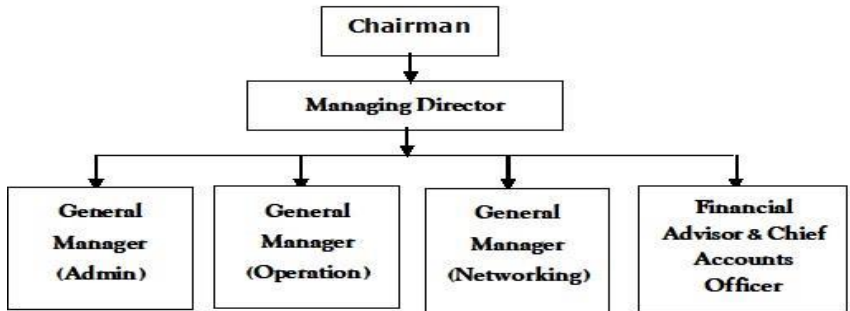 Chairman
Managing Director
General
Manager
(Admin)
General
Manager
(Operation)
General
Manager
(Networking)
Financial
Advisor & Chief
Accounts
Officer